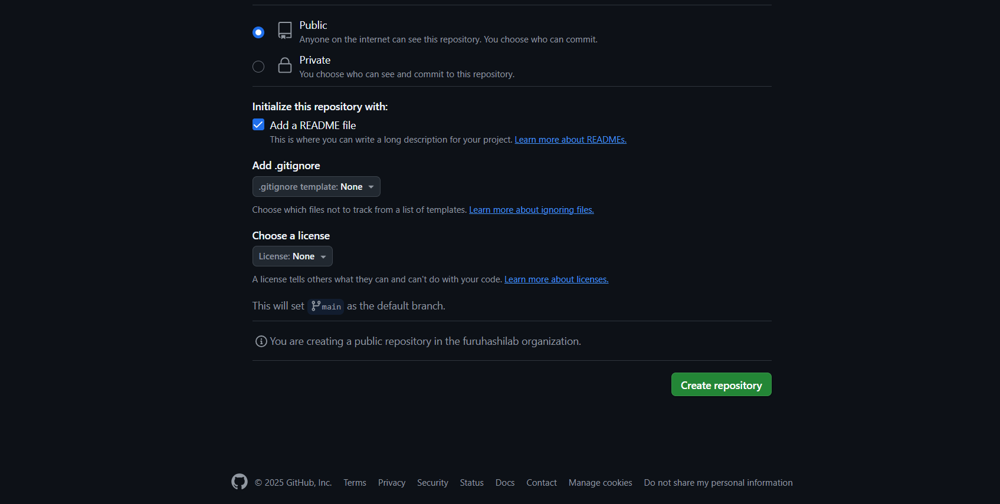 Public
Anyone on the internet can see this repository. You choose who can commit.
Private
You choose who can see and commit to this repository.
Initialize this repository with:
Add a README file
This is where you can write a long description for your project. Learn more about READMEs.
Add .gitignore
.gitignore template: None
Choose which files not to track from a list of templates. Learn more about ignoring files.
Choose a license
License: None
A license tells others what they can and can't do with your code. Learn more about licenses.
This will set main as the default branch.
You are creating a public repository in the furuhashilab organization.
Create repository
© 2025 GitHub, Inc. Terms Privacy Security Status Docs Contact Manage cookies Do not share my personal information